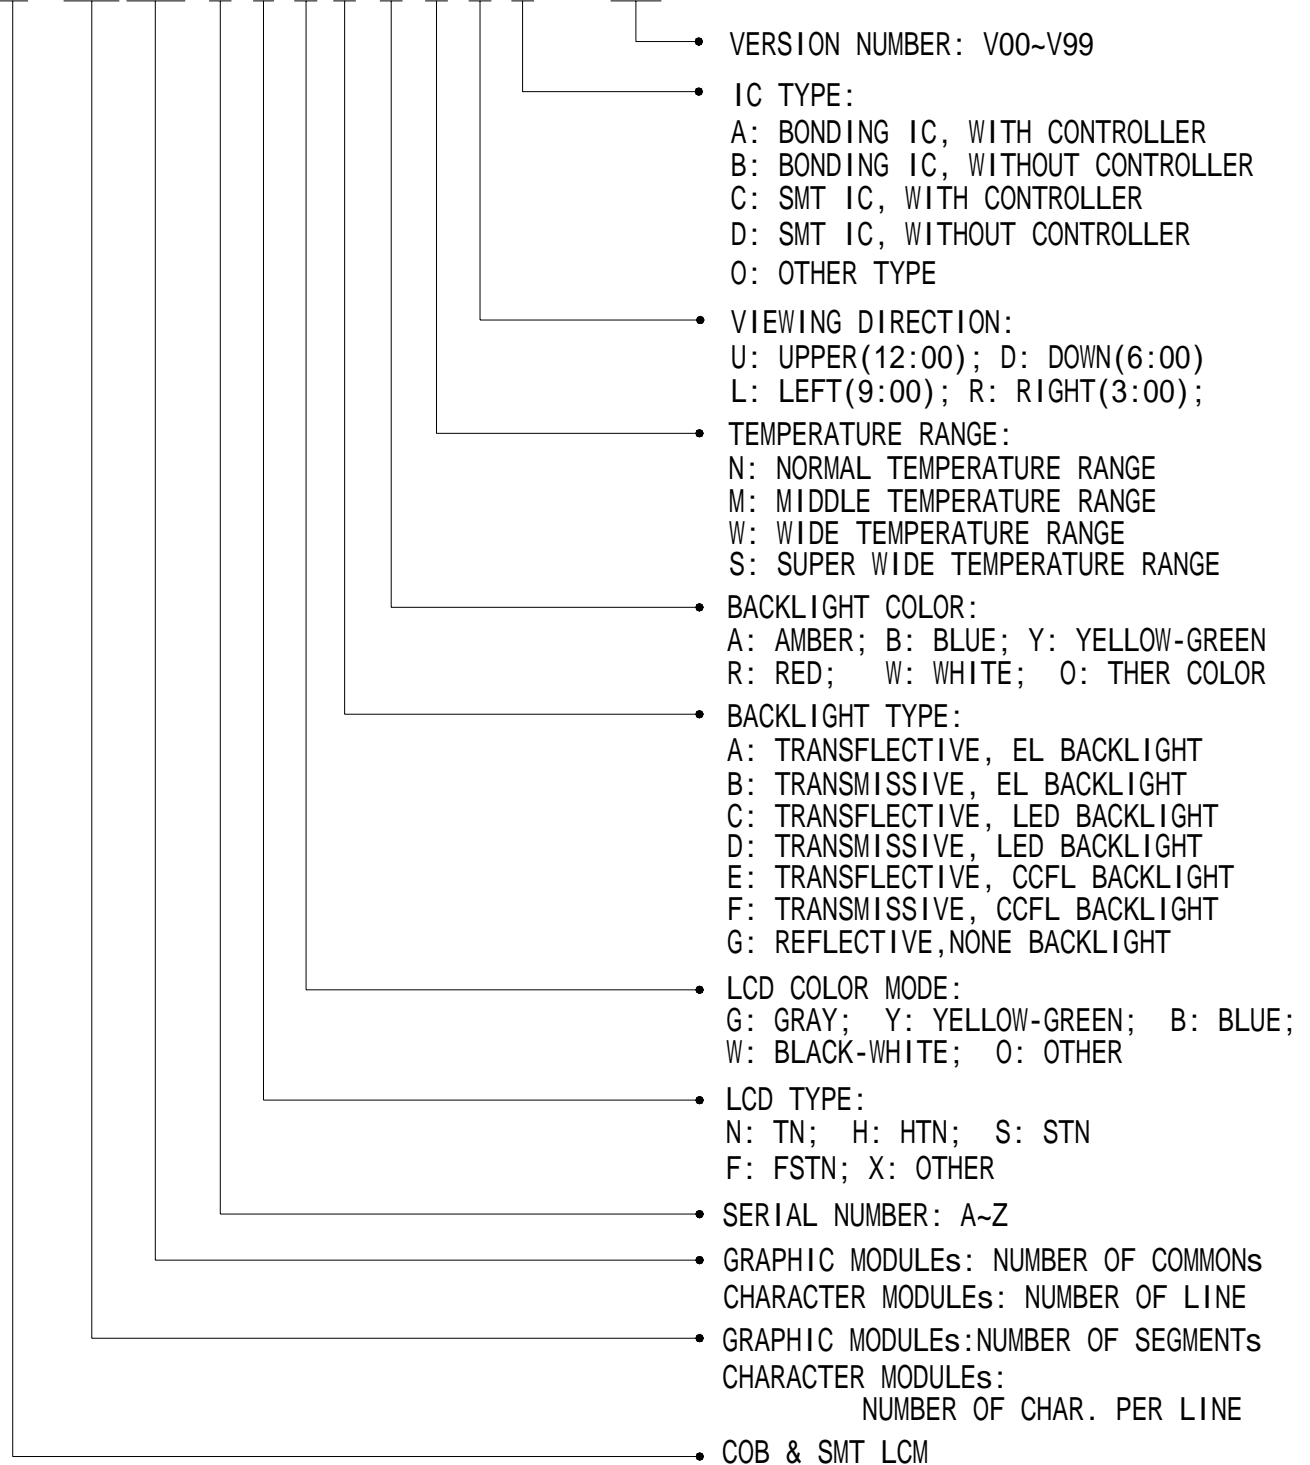 VERSION NUMBER: V00~V99
IC TYPE:
A: BONDING IC, WITH CONTROLLER
B: BONDING IC, WITHOUT CONTROLLER
C: SMT IC, WITH CONTROLLER
D: SMT IC, WITHOUT CONTROLLER
O: OTHER TYPE
VIEWING DIRECTION:
U: UPPER(12:00); D: DOWN(6:00)
L: LEFT(9:00); R: RIGHT(3:00);
TEMPERATURE RANGE:
N: NORMAL TEMPERATURE RANGE
M: MIDDLE TEMPERATURE RANGE
W: WIDE TEMPERATURE RANGE
S: SUPER WIDE TEMPERATURE RANGE
BACKLIGHT COLOR:
A: AMBER; B: BLUE; Y: YELLOW-GREEN
R: RED; W: WHITE; O: THER COLOR
BACKLIGHT TYPE:
A: TRANSFLECTIVE, EL BACKLIGHT
B: TRANSMISSIVE, EL BACKLIGHT
C: TRANSFLECTIVE, LED BACKLIGHT
D: TRANSMISSIVE, LED BACKLIGHT
E: TRANSFLECTIVE, CCFL BACKLIGHT
F: TRANSMISSIVE, CCFL BACKLIGHT
G: REFLECTIVE,NONE BACKLIGHT
LCD COLOR MODE:
G: GRAY; Y: YELLOW-GREEN; B: BLUE;
W: BLACK-WHITE; O: OTHER
LCD TYPE:
N: TN; H: HTN; S: STN
F: FSTN; X: OTHER
SERIAL NUMBER: A~Z
GRAPHIC MODULEs: NUMBER OF COMMONs
CHARACTER MODULEs: NUMBER OF LINE
GRAPHIC MODULEs:NUMBER OF SEGMENTs
CHARACTER MODULEs:
NUMBER OF CHAR. PER LINE
COB & SMT LCM